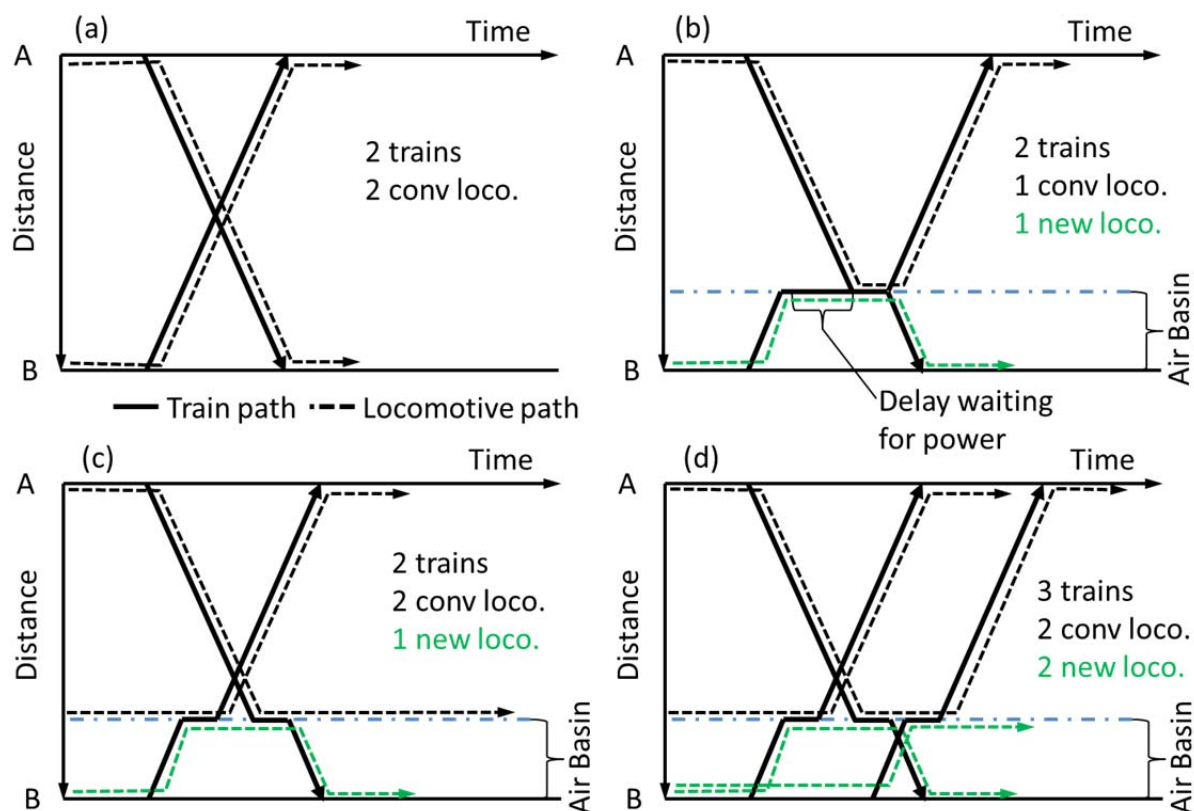 (a)
Time
A
Distance
2 trains
2 conv loco.
B
(b)
Time
A
Distance
2 trains
1 conv loco.
1 new loco.
Air Basin
B
Train path
Locomotive path
Delay waiting
for power
(c)
Time
A
Distance
2 trains
2 conv loco.
1 new loco.
Air Basin
B
(d)
Time
A
Distance
3 trains
2 conv loco.
2 new loco.
Air Basin
B